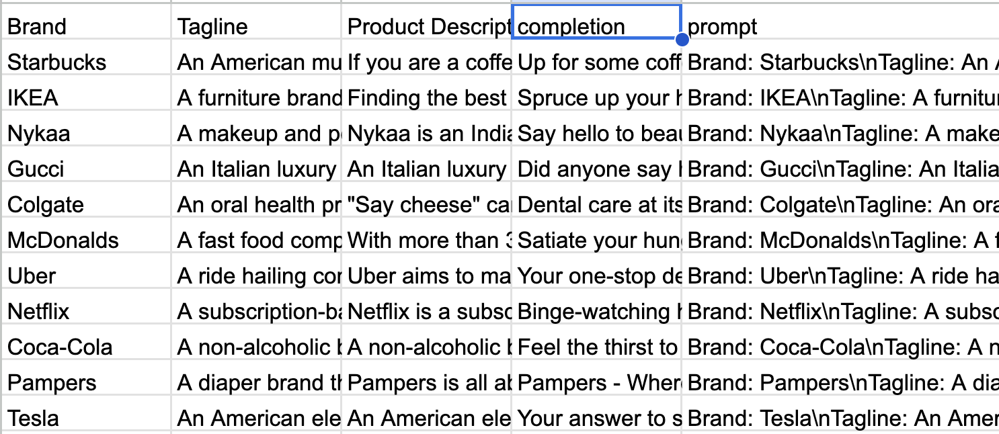 Brand Tagline Product Descript completion prompt
Starbucks An American mu If you are a coffe Up for some coff Brand: Starbucks\nTagline: An
IKEA A furniture brand Finding the best Spruce up your Brand: IKEA\nTagline: A furnitu
Nykaa A makeup and p Nykaa is an India Say hello to beau Brand: Nykaa\nTagline: A make
Gucci An Italian luxury An Italian luxury Did anyone say Brand: Gucci\nTagline: An Italia
Colgate An oral health pr "Say cheese" ca Dental care at its Brand: Colgate\nTagline: An ora
McDonalds A fast food comp With more than Satiate your hung Brand: McDonalds\nTagline: A f
Uber A ride hailing com Uber aims to ma Your one-stop de Brand: Uber\nTagline: A ride ha
Netflix A subscription-ba Netflix is a subsc Binge-watching Brand: Netflix\nTagline: A subsc
Coca-Cola A non-alcoholic A non-alcoholic Feel the thirst to Brand: Coca-Cola\nTagline: A n
Pampers A diaper brand th Pampers is all ab Pampers - Wher Brand: Pampers\nTagline: A dia
Tesla An American ele An American ele Your answer to s Brand: Tesla\nTagline: An Amer